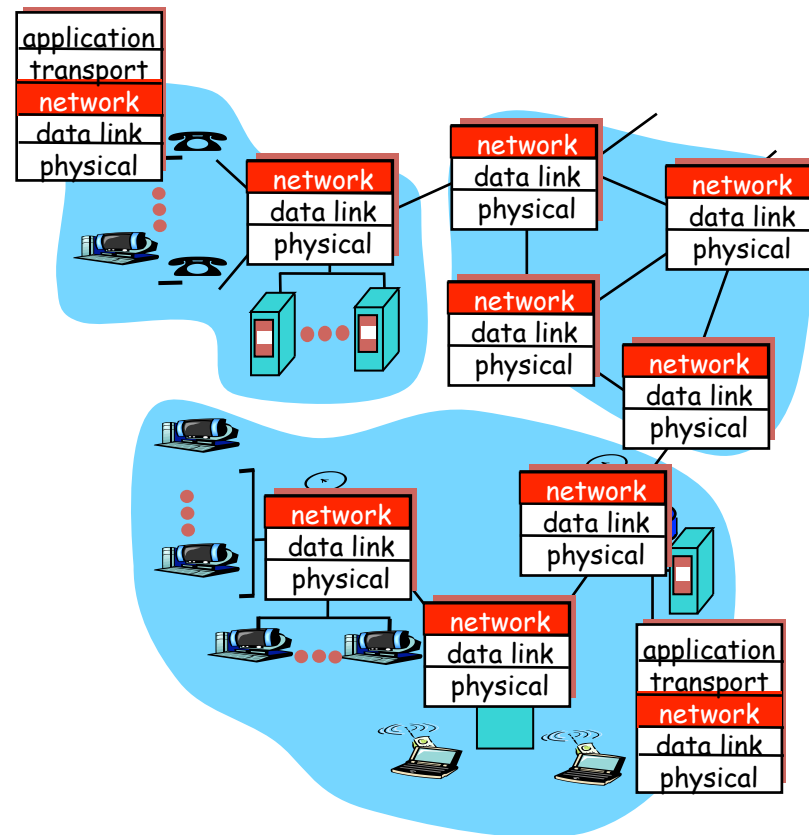 application
transport
network
data link
physical
network
data link
physical
network
data link
physical
network
data link
physical
network
data link
physical
network
data link
physical
network
data link
physical
network
data link
physical
network
data link
physical
application
transport
network
data link
physical